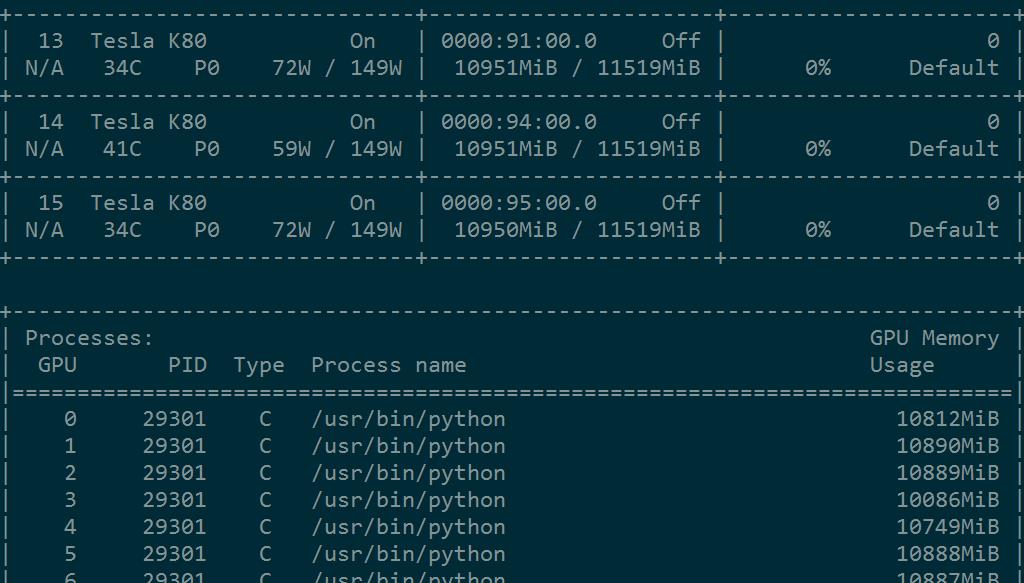 +-------------------------------+----------------------+----------------------+
|  13  Tesla K80           On   | 0000:91:00.0     Off |                    0 |
| N/A   34C    P0    72W / 149W |  10951MiB / 11519MiB |      0%      Default |
+-------------------------------+----------------------+----------------------+
|  14  Tesla K80           On   | 0000:94:00.0     Off |                    0 |
| N/A   41C    P0    59W / 149W |  10951MiB / 11519MiB |      0%      Default |
+-------------------------------+----------------------+----------------------+
|  15  Tesla K80           On   | 0000:95:00.0     Off |                    0 |
| N/A   34C    P0    72W / 149W |  10950MiB / 11519MiB |      0%      Default |
+-------------------------------+----------------------+----------------------+
+-----------------------------------------------------------------------------+
| Processes:                                                       GPU Memory |
|  GPU       PID  Type  Process name                               Usage      |
|=============================================================================|
|    0     29301    C   /usr/bin/python                              10812MiB |
|    1     29301    C   /usr/bin/python                              10890MiB |
|    2     29301    C   /usr/bin/python                              10889MiB |
|    3     29301    C   /usr/bin/python                              10086MiB |
|    4     29301    C   /usr/bin/python                              10749MiB |
|    5     29301    C   /usr/bin/python                              10888MiB |
|    6     29301    C   /usr/bin/python                              10887MiB |